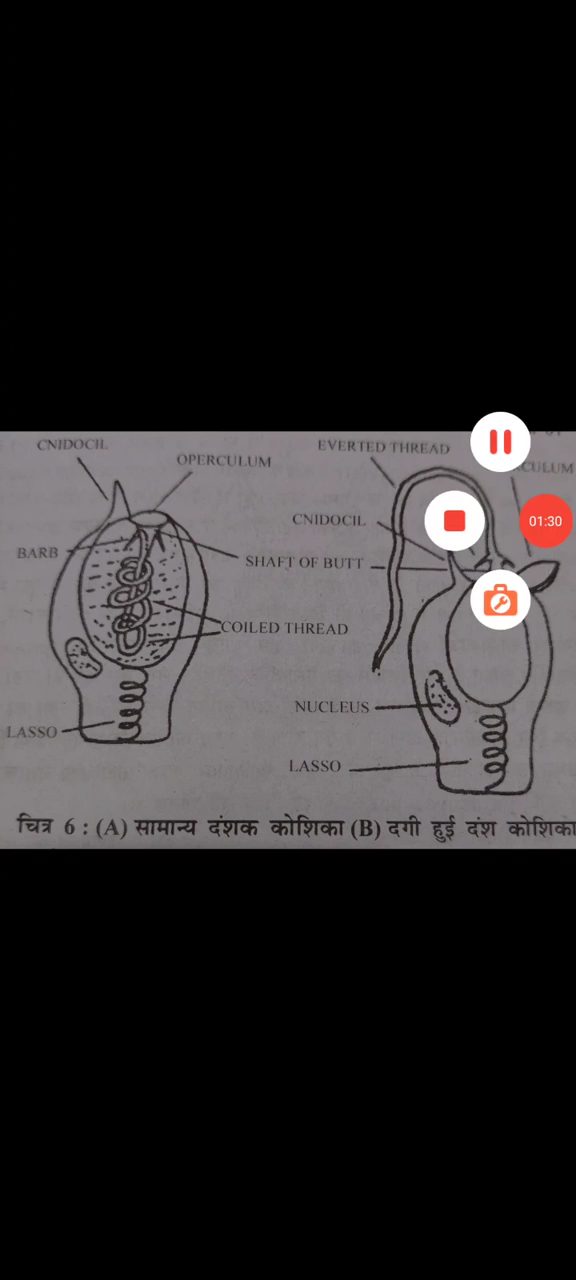 CNIDOCIL
OPERCULUM
BARB
SHAFT OF BUTT
COILED THREAD
LASSO
EVERTED THREAD
CULUM
CNIDOCIL
NUCLEUS
LASSO
01:30
चित्र 6 : (A) सामान्य दंशक कोशिका (B) दगी हुई दंश कोशिका